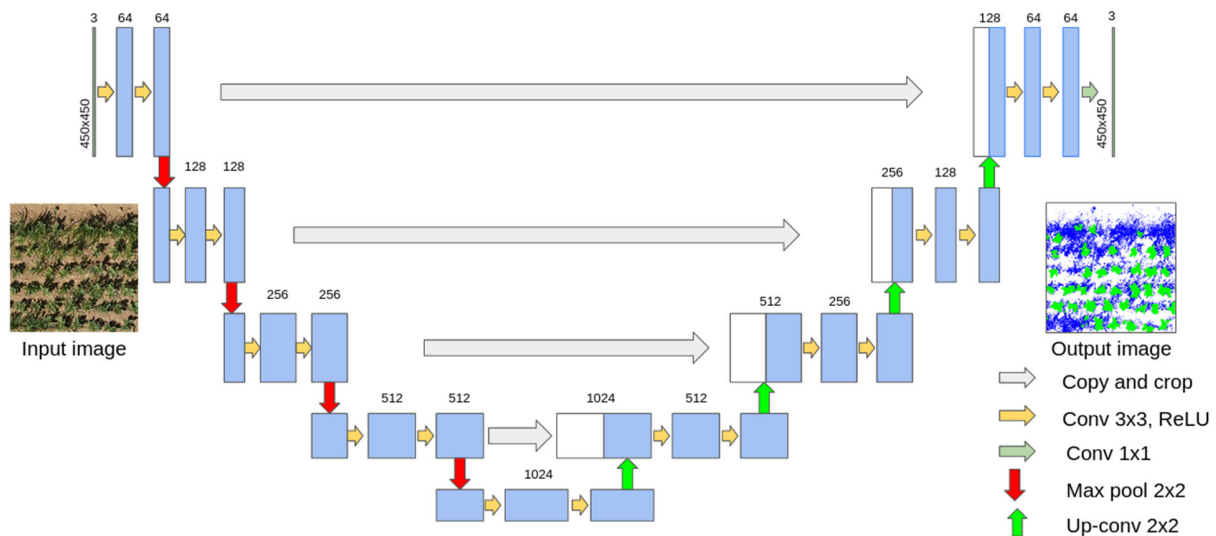 3 64 64
128 64 64 3
450x450
450x450
128 128
256 128
256 256
512 256
Input image
Output image
512 512
1024 512
1024
Copy and crop
Conv 3x3, ReLU
Conv 1x1
Max pool 2x2
Up-conv 2x2